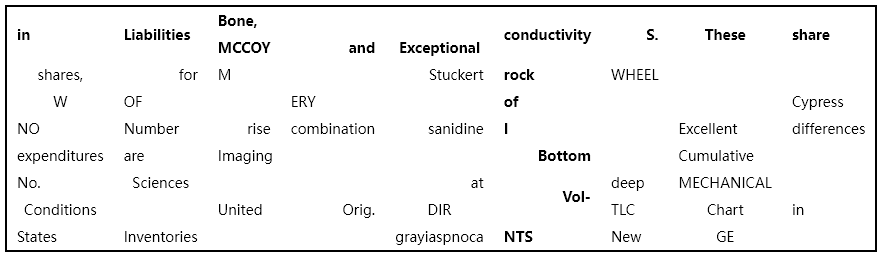 in Liabilities Bone, MCCOY and Exceptional conductivity S. These share
shares, for M Stuckert rock WHEEL
W OF ERY of Cypress
NO Number rise combination sanidine I Excellent differences
expenditures are Imaging Bottom Cumulative
No. Sciences at Vol- deep MECHANICAL
Conditions United Orig. DIR TLC Chart in
States Inventories grayiaspnoca NTS New GE